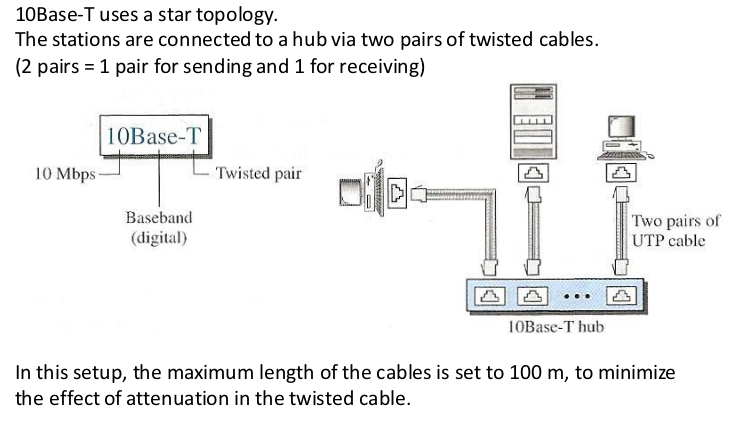 10Base-T uses a star topology.
The stations are connected to a hub via two pairs of twisted cables.
(2 pairs = 1 pair for sending and 1 for receiving)
10Base-T
10 Mbps
Twisted pair
Baseband
(digital)
Two pairs of
UTP cable
10Base-T hub
In this setup, the maximum length of the cables is set to 100 m, to minimize
the effect of attenuation in the twisted cable.